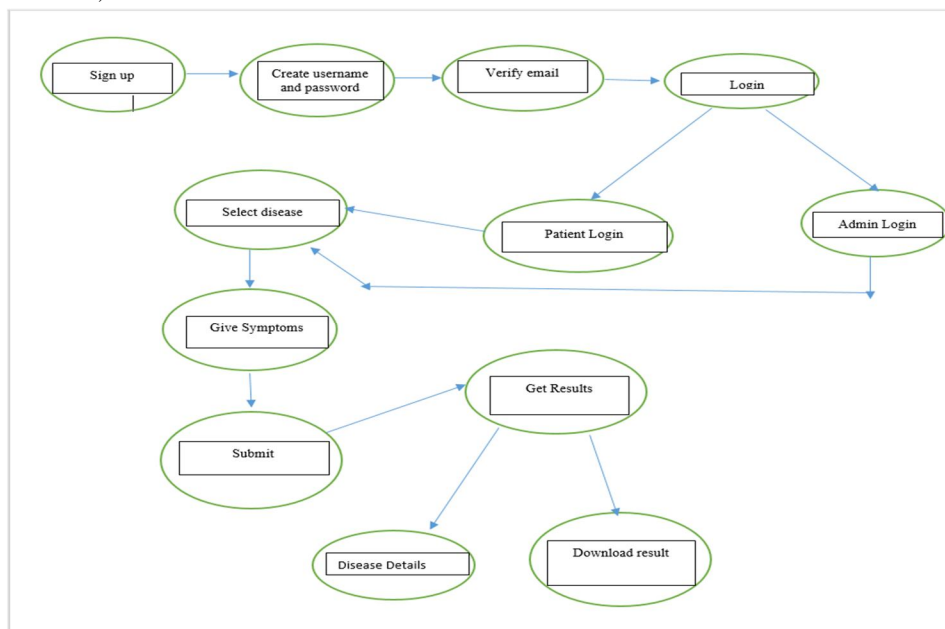 Sign up
Create username
and password
Verify email
Login
Select disease
Patient Login
Admin Login
Give Symptoms
Get Results
Submit
Disease Details
Download result